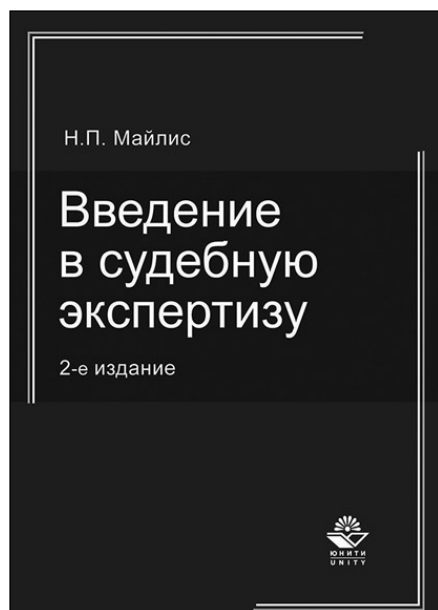 Н.П. Майлис
Введение
в судебную
экспертизу
2-е издание
ЮНИТИ
UNITY